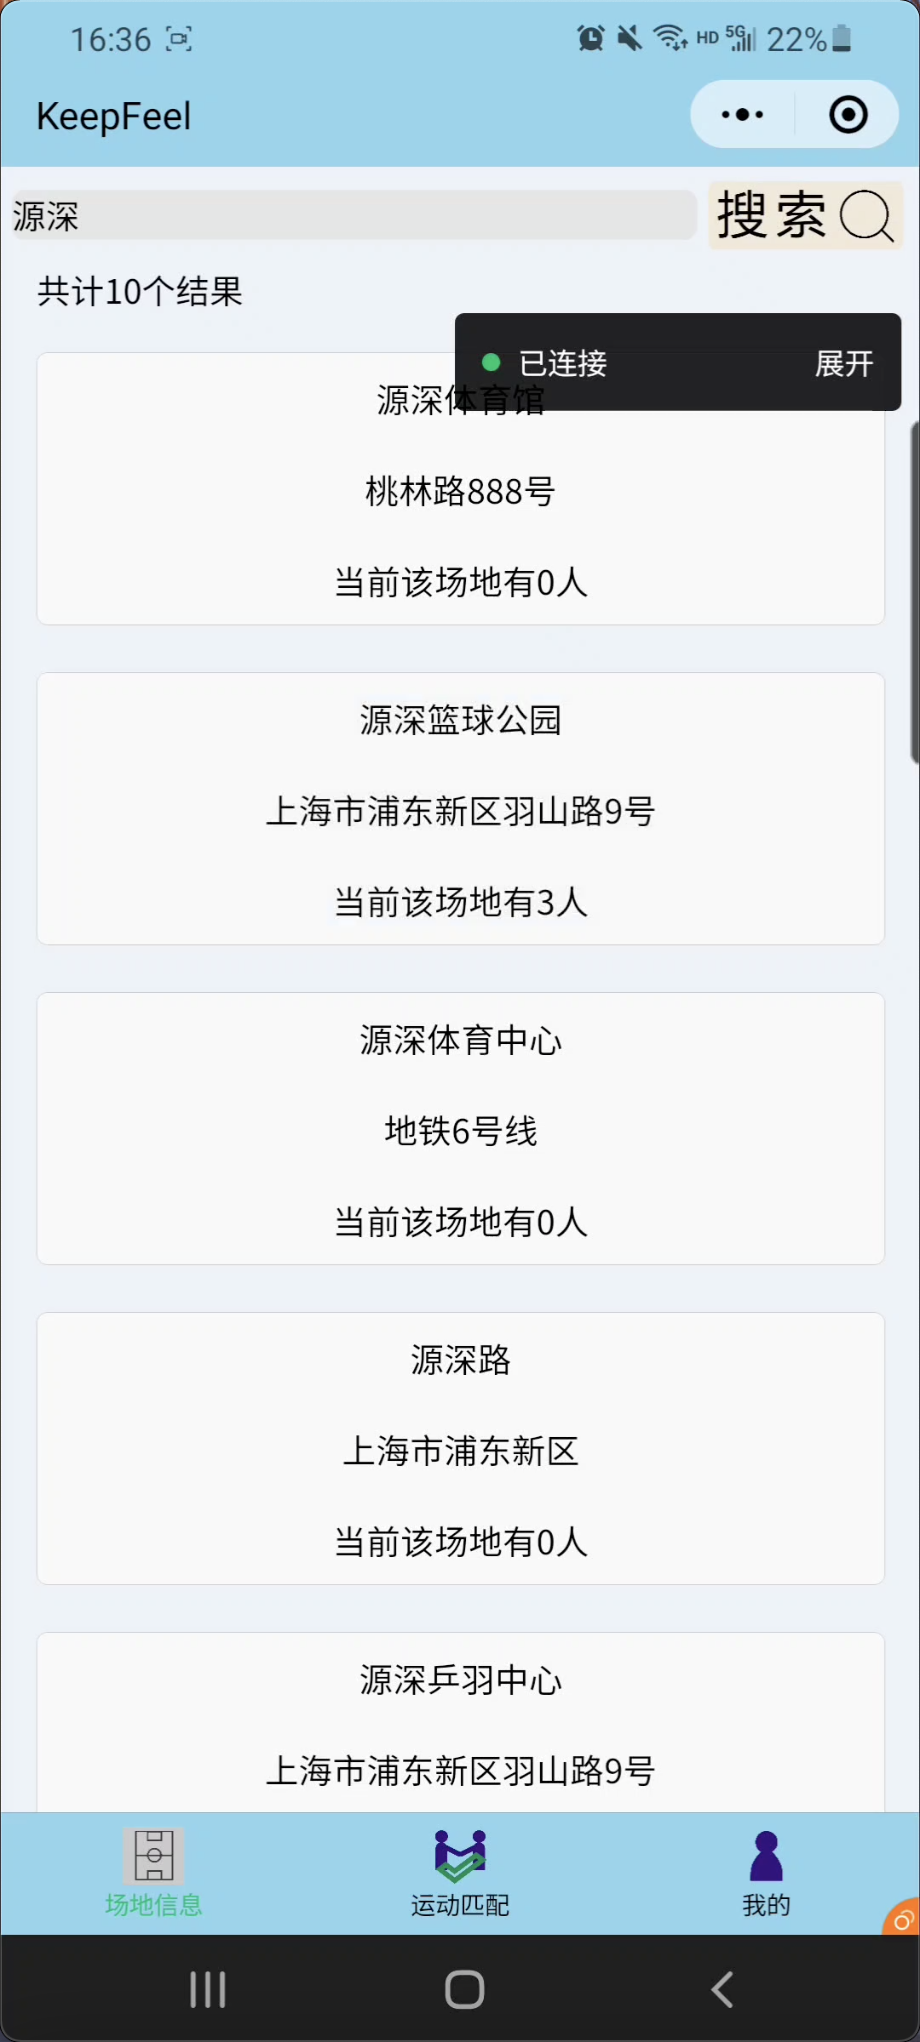 16:36 HD 5G 22%
KeepFeel
源深 搜索
共计10个结果
已连接 展开
源深体育馆
桃林路888号
当前该场地有0人
源深篮球公园
上海市浦东新区羽山路9号
当前该场地有3人
源深体育中心
地铁6号线
当前该场地有0人
源深路
上海市浦东新区
当前该场地有0人
源深乒羽中心
上海市浦东新区羽山路9号
场地信息 运动匹配 我的